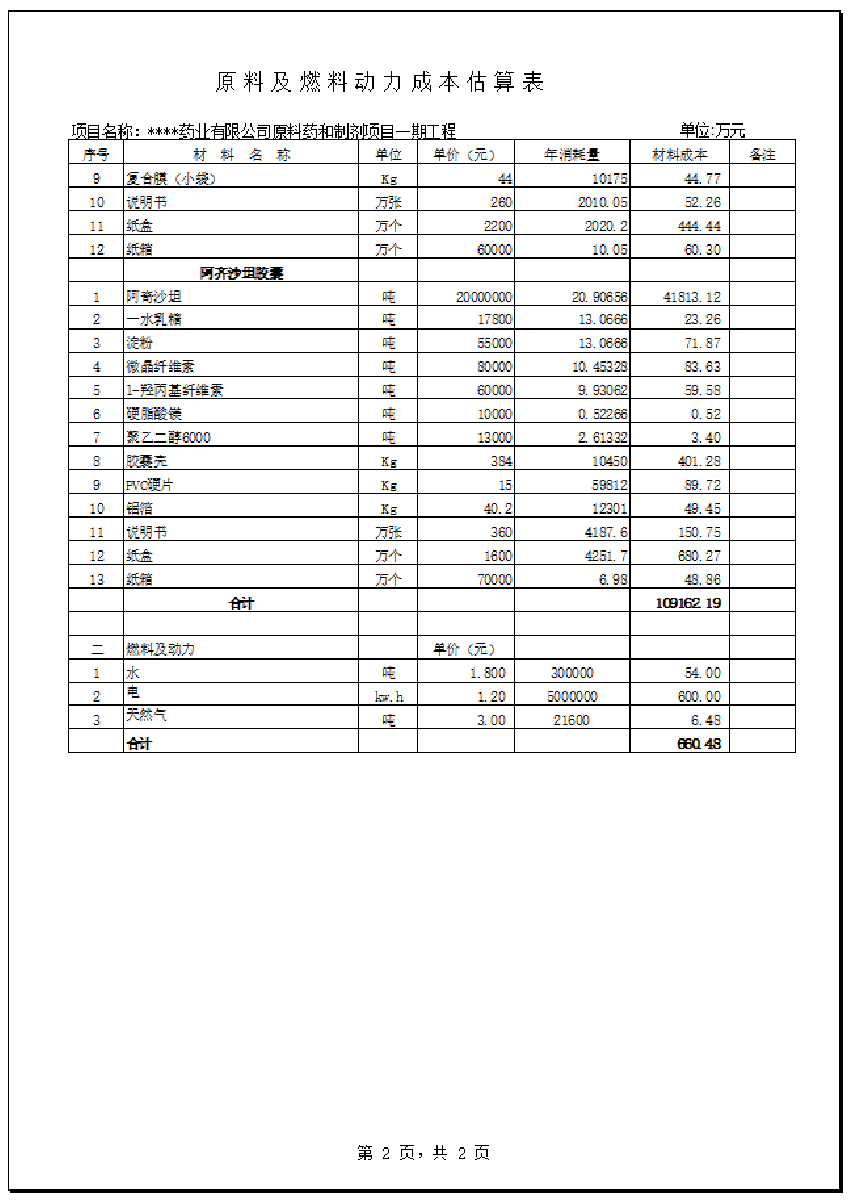 原料及燃料动力成本估算表
项目名称：****药业有限公司原料药和制剂项目一期工程 单位:万元
序号 材 料 名 称 单位 单价（元） 年消耗量 材料成本 备注
9 复合膜（小袋） Kg 44 10175 44.77
10 说明书 万张 260 2010.05 52.26
11 纸盒 万个 2200 2020.2 444.44
12 纸箱 万个 60000 10.05 60.30
阿齐沙坦胶囊
1 阿奇沙坦 吨 20000000 20.90656 41813.12
2 一水乳糖 吨 17800 13.0666 23.26
3 淀粉 吨 55000 13.0666 71.87
4 微晶纤维素 吨 80000 10.45328 83.63
5 l-羟丙基纤维素 吨 60000 9.93062 59.58
6 硬脂酸镁 吨 10000 0.52266 0.52
7 聚乙二醇6000 吨 13000 2.61332 3.40
8 胶囊壳 Kg 384 10450 401.28
9 PVC硬片 Kg 15 59812 89.72
10 铝箔 Kg 40.2 12301 49.45
11 说明书 万张 360 4187.6 150.75
12 纸盒 万个 1600 4251.7 680.27
13 纸箱 万个 70000 6.98 48.86
合计 109162.19
二 燃料及动力 单价（元）
1 水 吨 1.800 300000 54.00
2 电 kw.h 1.20 5000000 600.00
3 天然气 吨 3.00 21600 6.48
合计 660.48
第 2 页，共 2 页